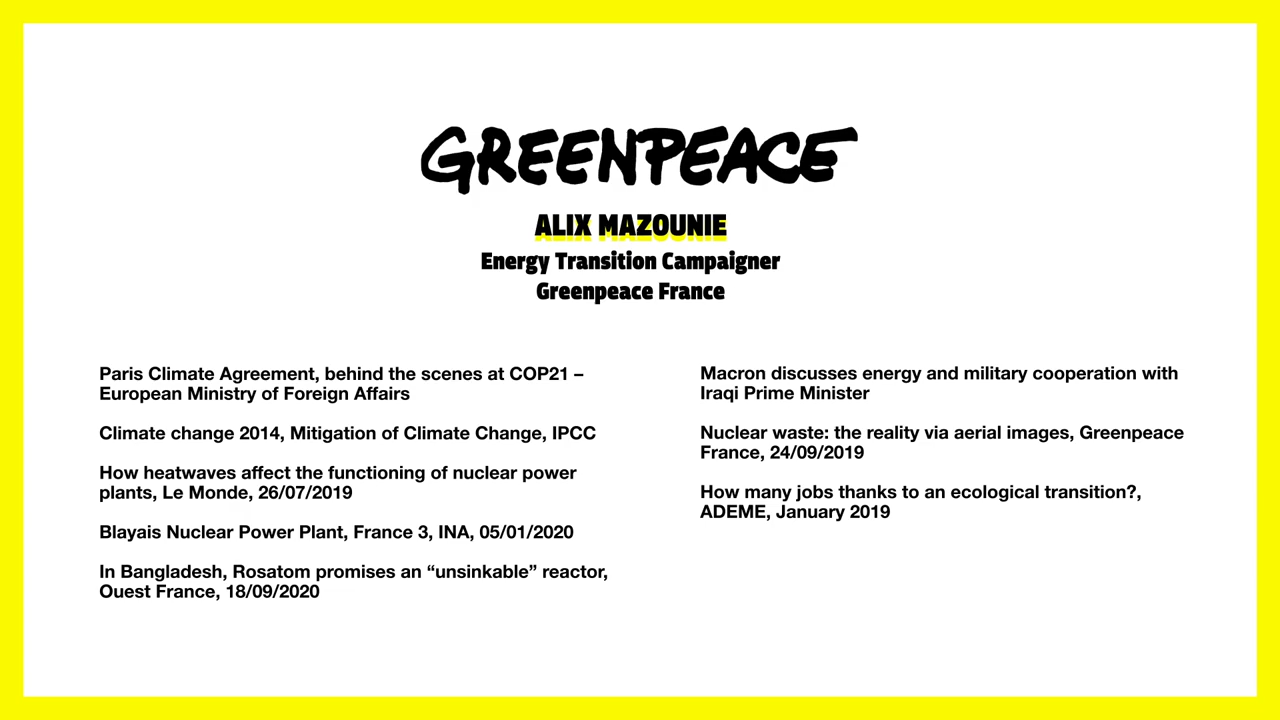 GREENPEACE
ALIX MAZOUNIE
Energy Transition Campaigner
Greenpeace France
Paris Climate Agreement, behind the scenes at COP21 –
European Ministry of Foreign Affairs
Climate change 2014, Mitigation of Climate Change, IPCC
How heatwaves affect the functioning of nuclear power
plants, Le Monde, 26/07/2019
Blayais Nuclear Power Plant, France 3, INA, 05/01/2020
In Bangladesh, Rosatom promises an “unsinkable” reactor,
Ouest France, 18/09/2020
Macron discusses energy and military cooperation with
Iraqi Prime Minister
Nuclear waste: the reality via aerial images, Greenpeace
France, 24/09/2019
How many jobs thanks to an ecological transition?,
ADEME, January 2019